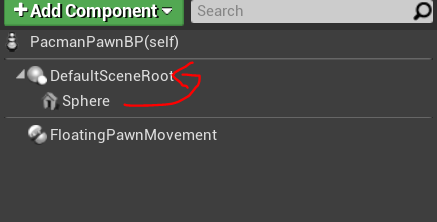 + Add Component
Search
PacmanPawnBP(self)
DefaultSceneRoot
Sphere
FloatingPawnMovement